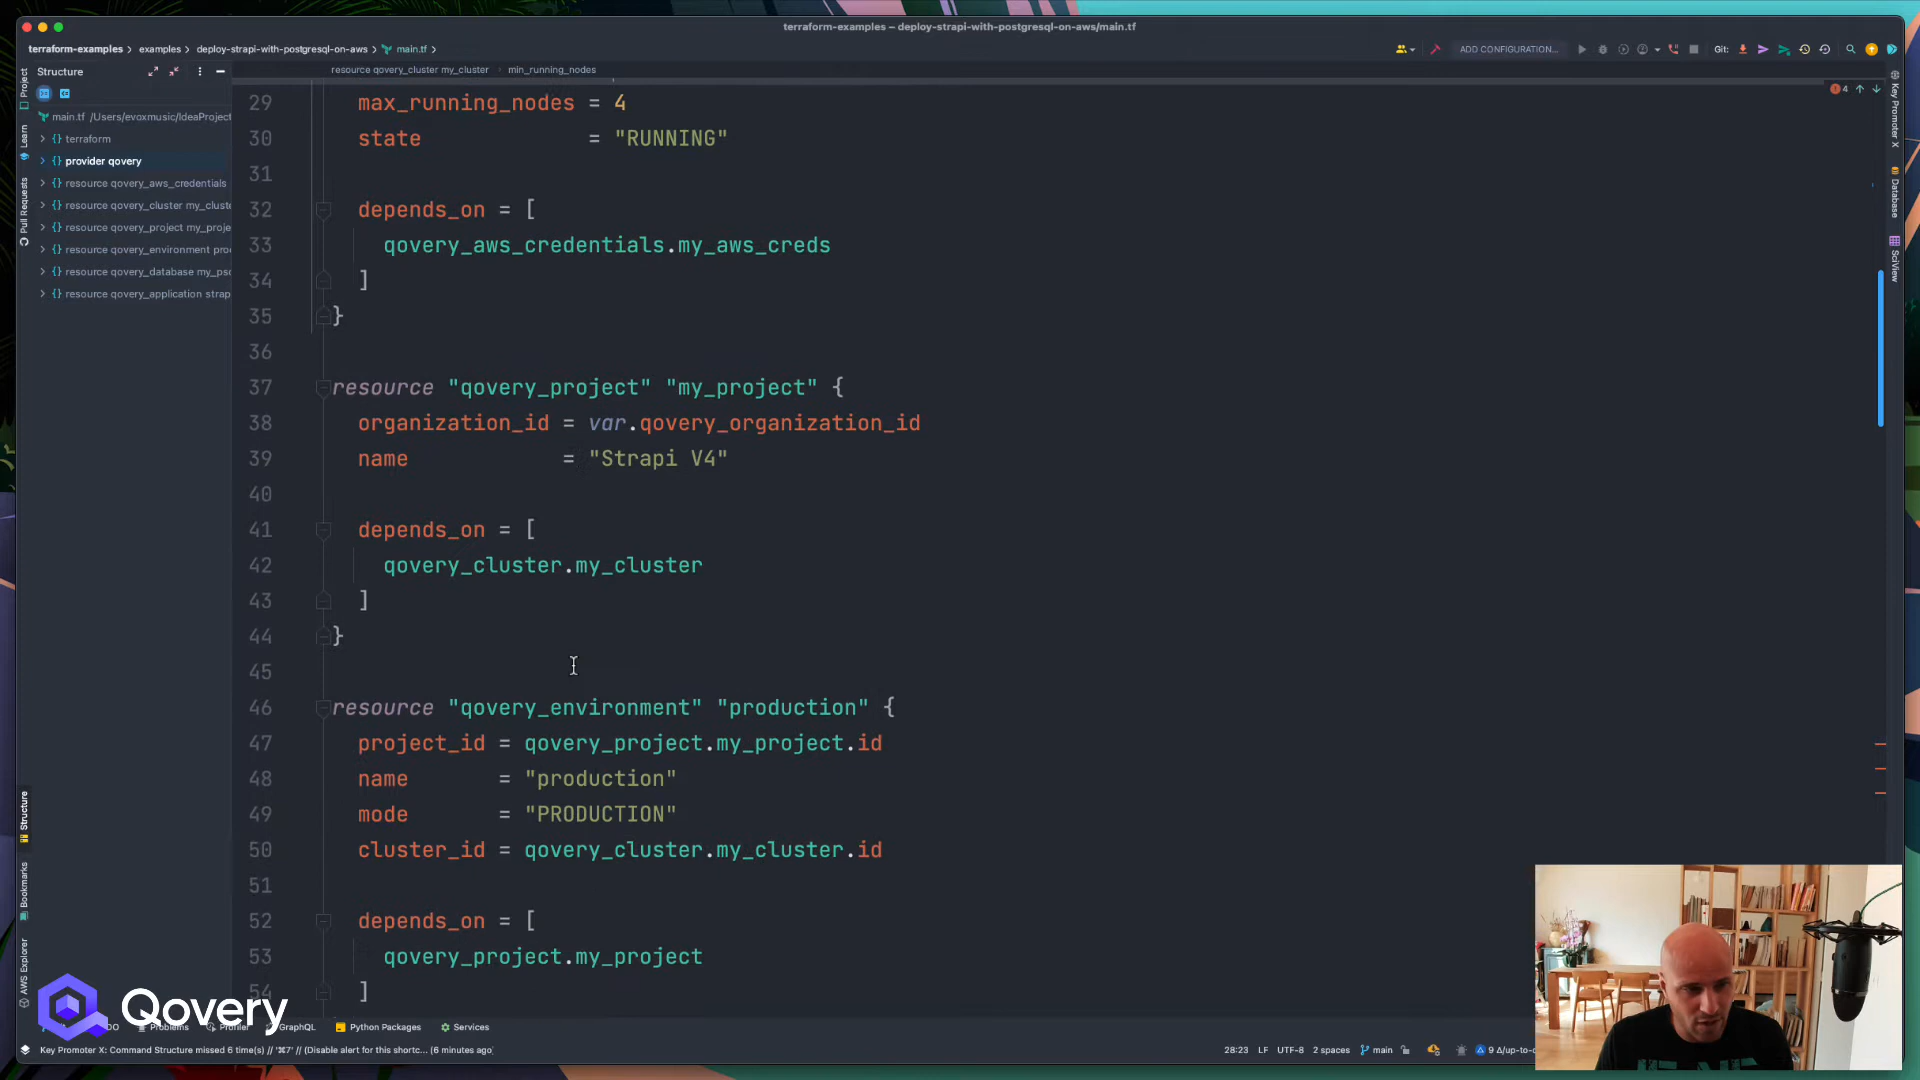 terraform-examples – deploy-strapi-with-postgresql-on-aws/main.tf
terraform-examples > examples > deploy-strapi-with-postgresql-on-aws > main.tf >
ADD CONFIGURATION...
Git:
Structure
resource qovery_cluster my_cluster > min_running_nodes
main.tf /Users/evoxmusic/IdeaProject
terraform
provider qovery
resource qovery_aws_credentials
resource qovery_cluster my_cluste
resource qovery_project my_proje
resource qovery_environment proc
resource qovery_database my_psc
resource qovery_application strap
Project
Learn
Pull Requests
Structure
Bookmarks
AWS Explorer
Key Promoter X
Database
SciView
4
29 max_running_nodes = 4
30 state = "RUNNING"
31
32 depends_on = [
33 qovery_aws_credentials.my_aws_creds
34 ]
35 }
36
37 resource "qovery_project" "my_project" {
38 organization_id = var.qovery_organization_id
39 name = "Strapi V4"
40
41 depends_on = [
42 qovery_cluster.my_cluster
43 ]
44 }
45
46 resource "qovery_environment" "production" {
47 project_id = qovery_project.my_project.id
48 name = "production"
49 mode = "PRODUCTION"
50 cluster_id = qovery_cluster.my_cluster.id
51
52 depends_on = [
53 qovery_project.my_project
54 ]
Qovery
Problems
Profiler
GraphQL
Python Packages
Services
Key Promoter X: Command Structure missed 6 time(s) // '⌘7' // (Disable alert for this shortc... (6 minutes ago)
28:23 LF UTF-8 2 spaces main 9 Δ/up-to-d